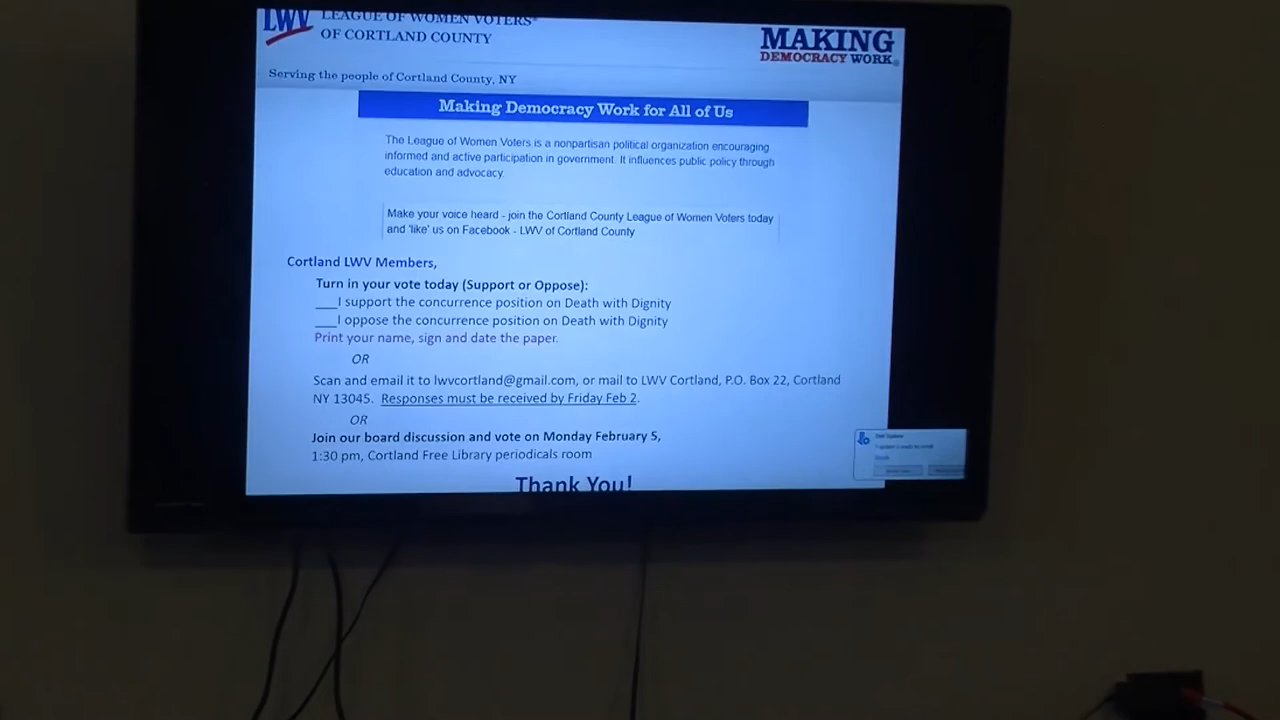 LWV LEAGUE OF WOMEN VOTERS®
OF CORTLAND COUNTY
MAKING
DEMOCRACY WORK®
Serving the people of Cortland County, NY
Making Democracy Work for All of Us
The League of Women Voters is a nonpartisan political organization encouraging
informed and active participation in government. It influences public policy through
education and advocacy.
Make your voice heard - join the Cortland County League of Women Voters today
and 'like' us on Facebook - LWV of Cortland County
Cortland LWV Members,
Turn in your vote today (Support or Oppose):
___I support the concurrence position on Death with Dignity
___I oppose the concurrence position on Death with Dignity
Print your name, sign and date the paper.
OR
Scan and email it to lwvcortland@gmail.com, or mail to LWV Cortland, P.O. Box 22, Cortland
NY 13045. Responses must be received by Friday Feb 2.
OR
Join our board discussion and vote on Monday February 5,
1:30 pm, Cortland Free Library periodicals room
Thank You!